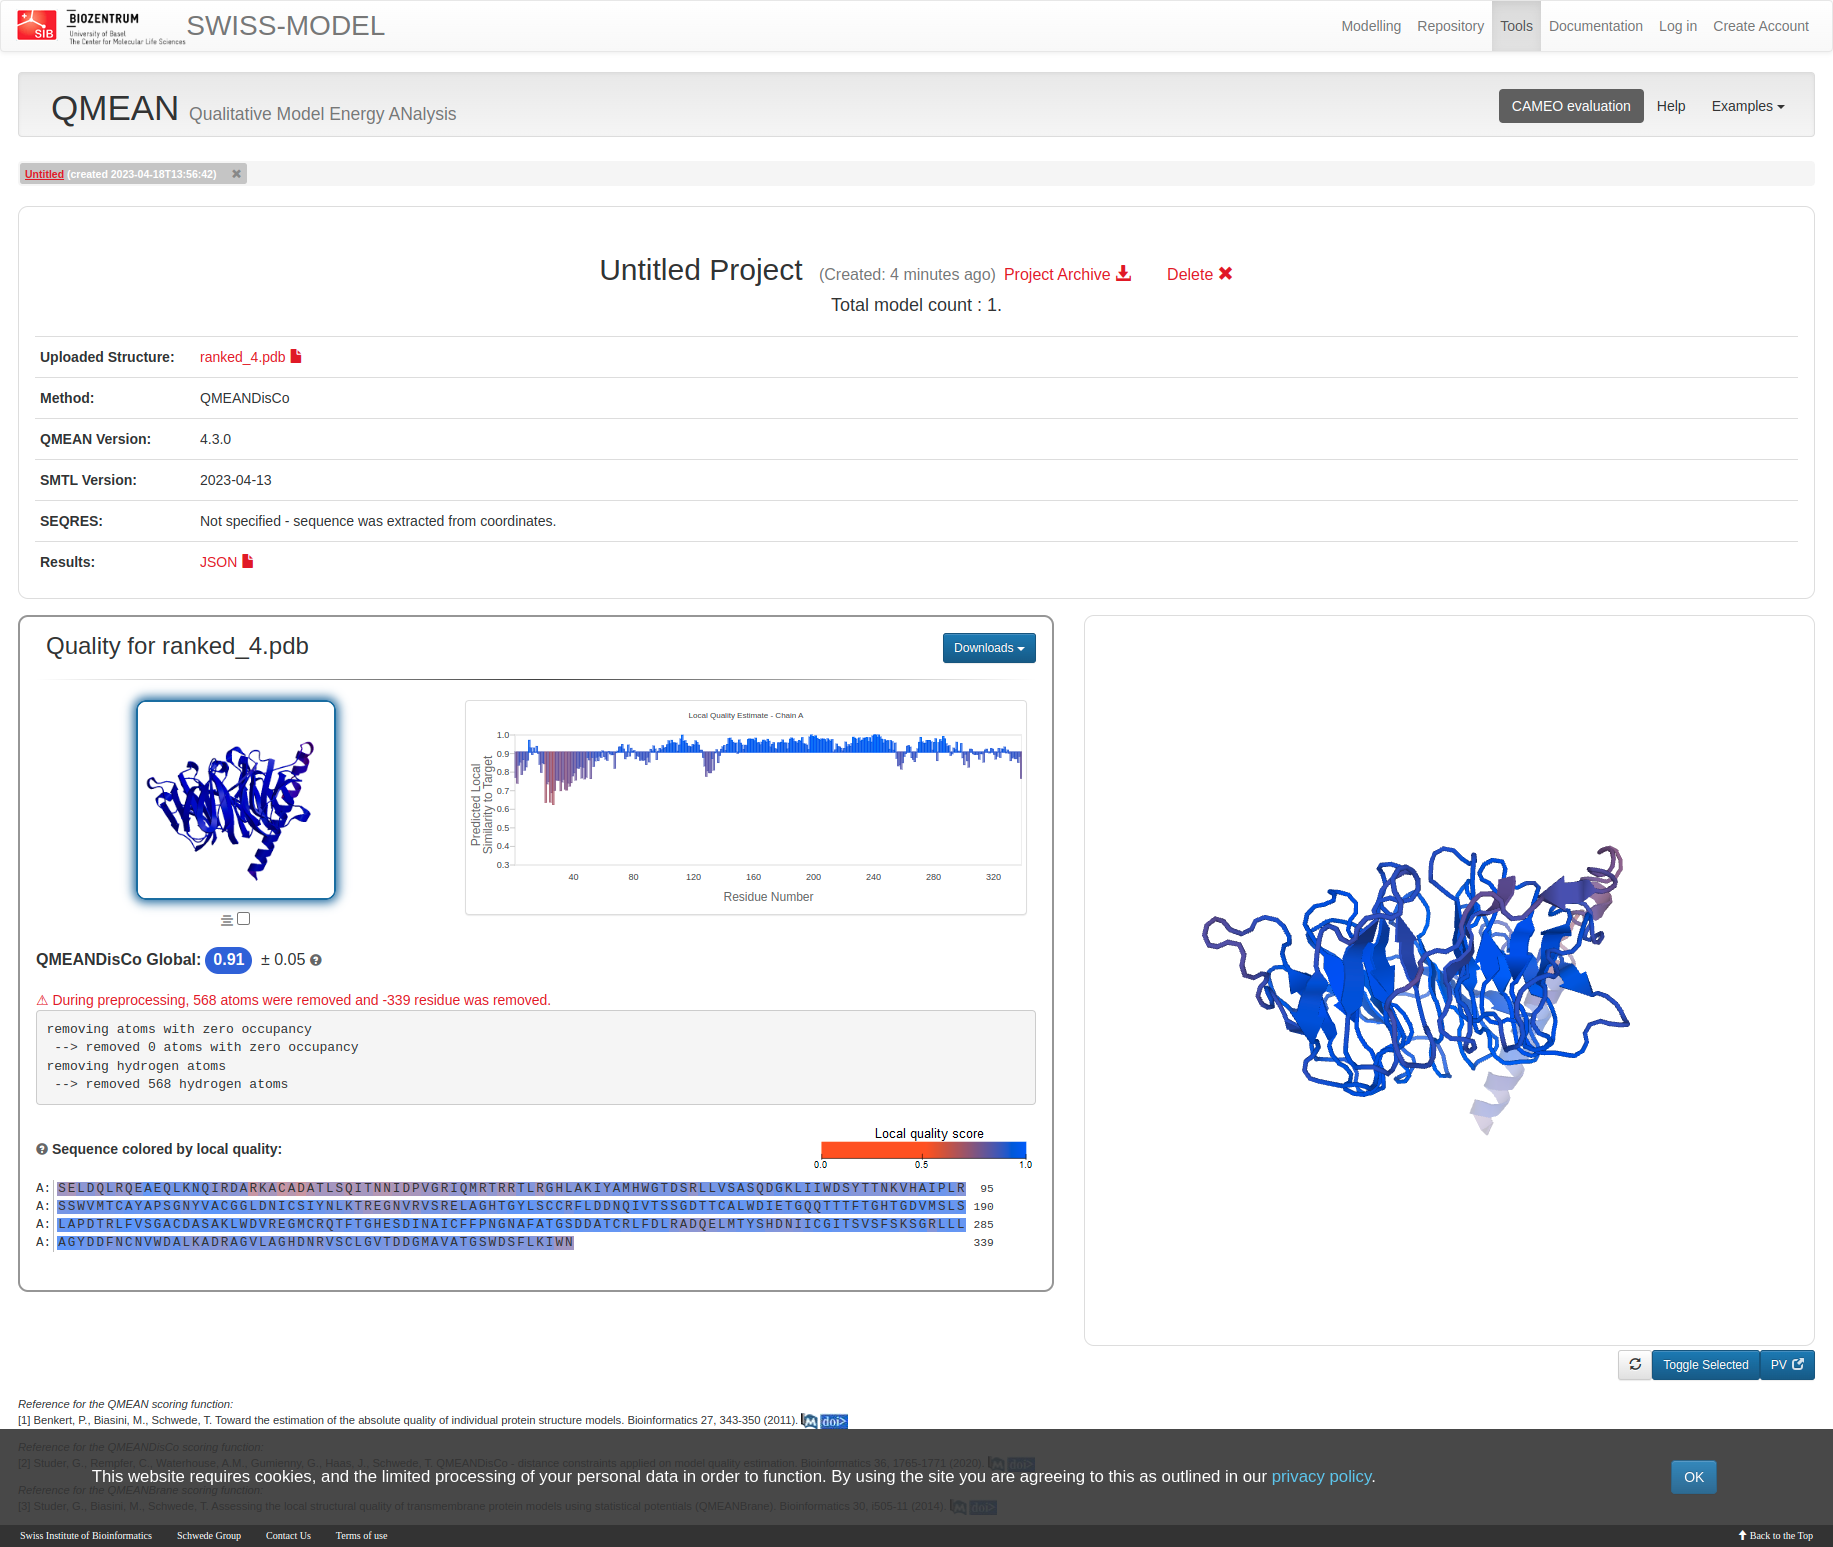 SIB
BIOZENTRUM
University of Basel
The Center for Molecular Life Sciences
SWISS-MODEL
Modelling Repository Tools Documentation Log in Create Account
QMEAN Qualitative Model Energy ANalysis
CAMEO evaluation Help Examples
Untitled (created 2023-04-18T13:56:42)
Untitled Project (Created: 4 minutes ago) Project Archive Delete
Total model count : 1.
Uploaded Structure: ranked_4.pdb
Method: QMEANDisCo
QMEAN Version: 4.3.0
SMTL Version: 2023-04-13
SEQRES: Not specified - sequence was extracted from coordinates.
Results: JSON
Quality for ranked_4.pdb
Downloads
Local Quality Estimate - Chain A
Predicted Local
Similarity to Target
1.0
0.9
0.8
0.7
0.6
0.5
0.4
0.3
40 80 120 160 200 240 280 320
Residue Number
QMEANDisCo Global: 0.91 ± 0.05
⚠ During preprocessing, 568 atoms were removed and -339 residue was removed.
removing atoms with zero occupancy
--> removed 0 atoms with zero occupancy
removing hydrogen atoms
--> removed 568 hydrogen atoms
Sequence colored by local quality:
Local quality score
0.0 0.5 1.0
A: SELDQLRQEAEQLKNQIRDARKACADATLSQITNNIDPVGRIQMRTRRTLRGHLAKIYAMHWGTDSRLLVSASQDGKLIIWDSYTTNKVHAIPLR 95
A: SSWVMTCAYAPSGNYVACGGLDNICSIYNLKTREGNVRVSRELAGHTGYLSCCRFLDDNQIVTSSGDTTCALWDIETGQQTTTFTGHTGDVMSLS 190
A: LAPDTRLFVSGACDASAKLWDVREGMCRQTFTGHESDINAICFFPNGNAFATGSDDATCRLFDLRADQELMTYSHDNIICGITSVSFSKSGRLLL 285
A: AGYDDFNCNVWDALKADRAGVLAGHDNRVSCLGVTDDGMAVATGSWDSFLKIWN 339
Toggle Selected PV
Reference for the QMEAN scoring function:
[1] Benkert, P., Biasini, M., Schwede, T. Toward the estimation of the absolute quality of individual protein structure models. Bioinformatics 27, 343-350 (2011). doi>
Reference for the QMEANDisCo scoring function:
[2] Studer, G., Rempfer, C., Waterhouse, A.M., Gumienny, G., Haas, J., Schwede, T. QMEANDisCo - distance constraints applied on model quality estimation. Bioinformatics 36, 1765-1771 (2020). doi>
This website requires cookies, and the limited processing of your personal data in order to function. By using the site you are agreeing to this as outlined in our privacy policy.
OK
Reference for the QMEANBrane scoring function:
[3] Studer, G., Biasini, M., Schwede, T. Assessing the local structural quality of transmembrane protein models using statistical potentials (QMEANBrane). Bioinformatics 30, i505-11 (2014). doi>
Swiss Institute of Bioinformatics Schwede Group Contact Us Terms of use Back to the Top